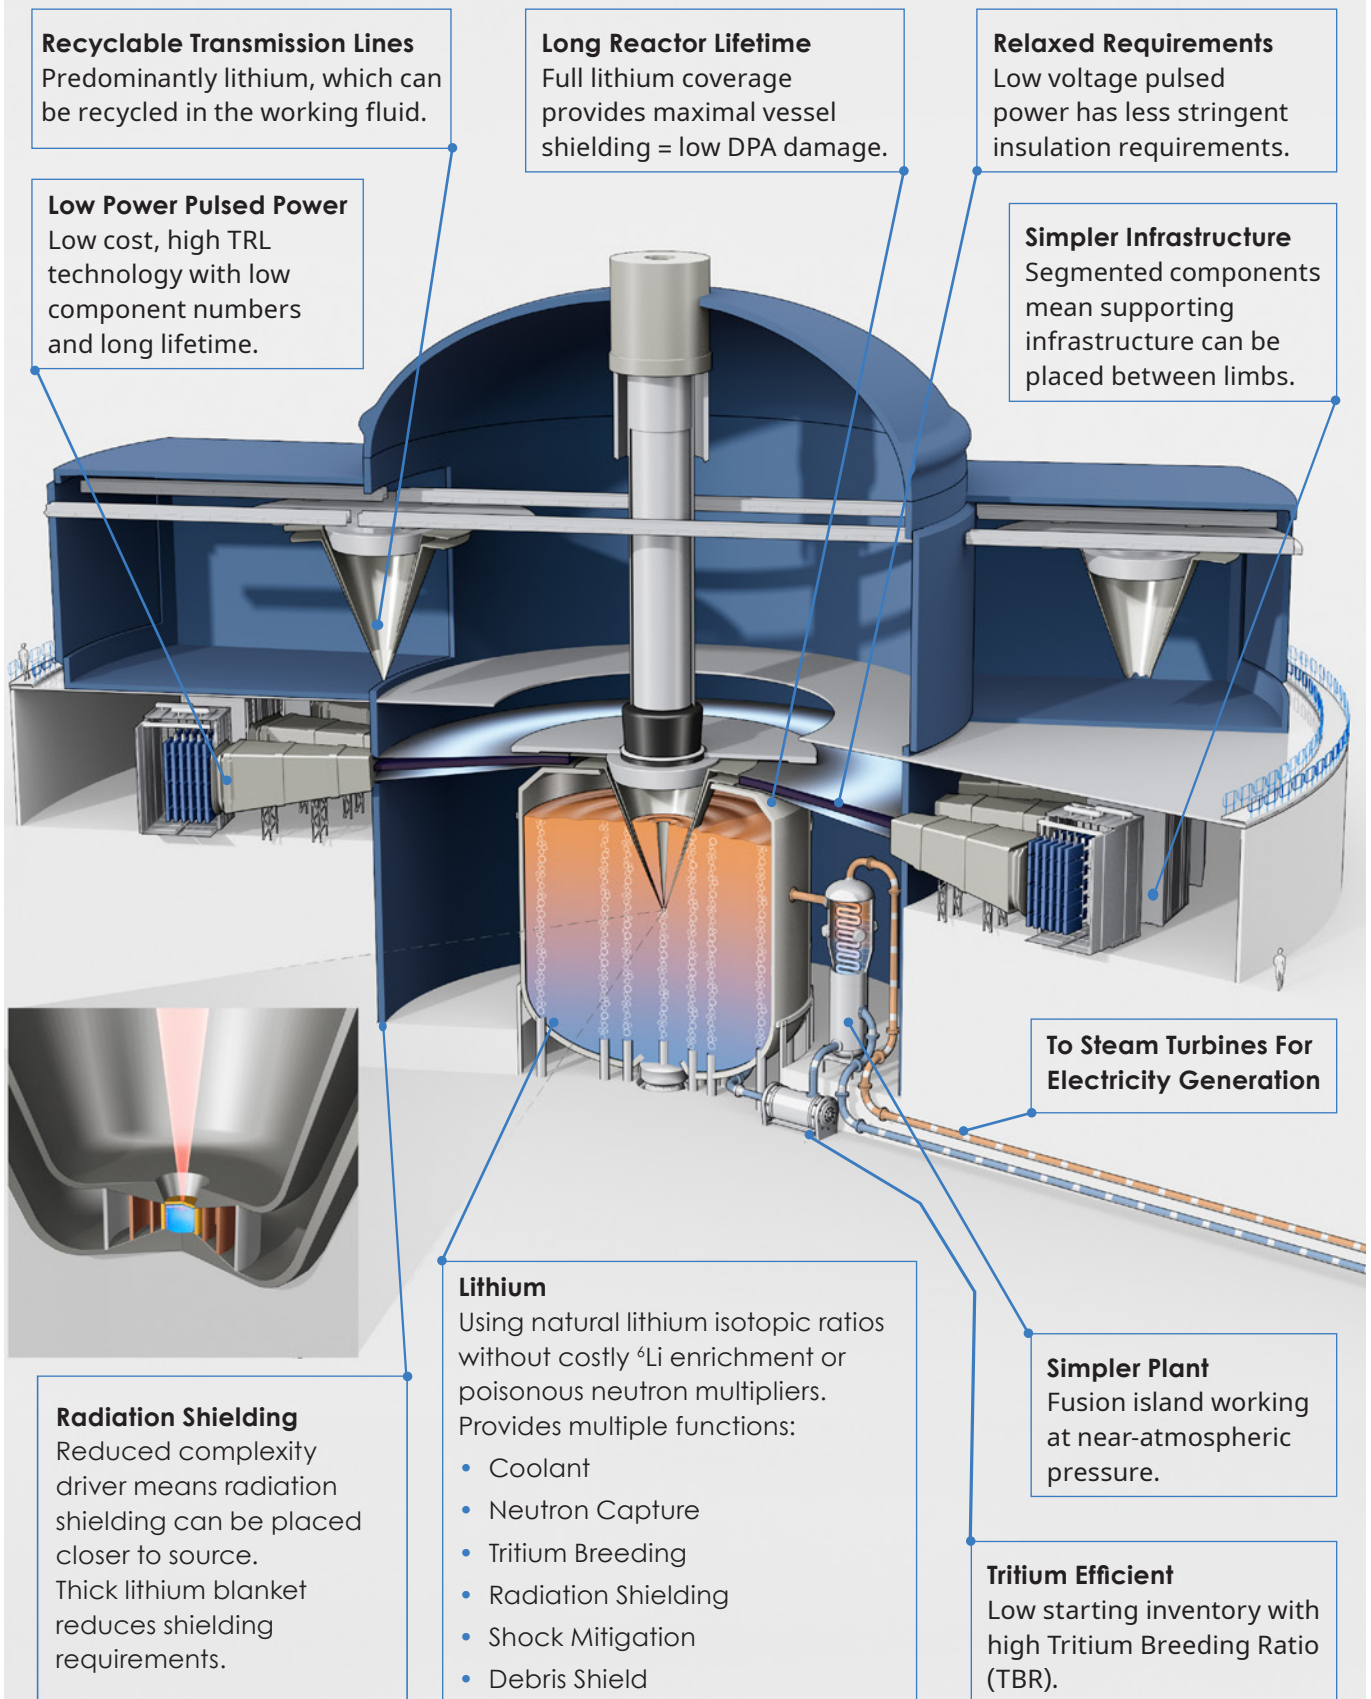 Recyclable Transmission Lines
Predominantly lithium, which can
be recycled in the working fluid.
Long Reactor Lifetime
Full lithium coverage
provides maximal vessel
shielding = low DPA damage.
Relaxed Requirements
Low voltage pulsed
power has less stringent
insulation requirements.
Low Power Pulsed Power
Low cost, high TRL
technology with low
component numbers
and long lifetime.
Simpler Infrastructure
Segmented components
mean supporting
infrastructure can be
placed between limbs.
To Steam Turbines For
Electricity Generation
Lithium
Using natural lithium isotopic ratios
without costly ⁶Li enrichment or
poisonous neutron multipliers.
Provides multiple functions:
• Coolant
• Neutron Capture
• Tritium Breeding
• Radiation Shielding
• Shock Mitigation
• Debris Shield
Simpler Plant
Fusion island working
at near-atmospheric
pressure.
Radiation Shielding
Reduced complexity
driver means radiation
shielding can be placed
closer to source.
Thick lithium blanket
reduces shielding
requirements.
Tritium Efficient
Low starting inventory with
high Tritium Breeding Ratio
(TBR).